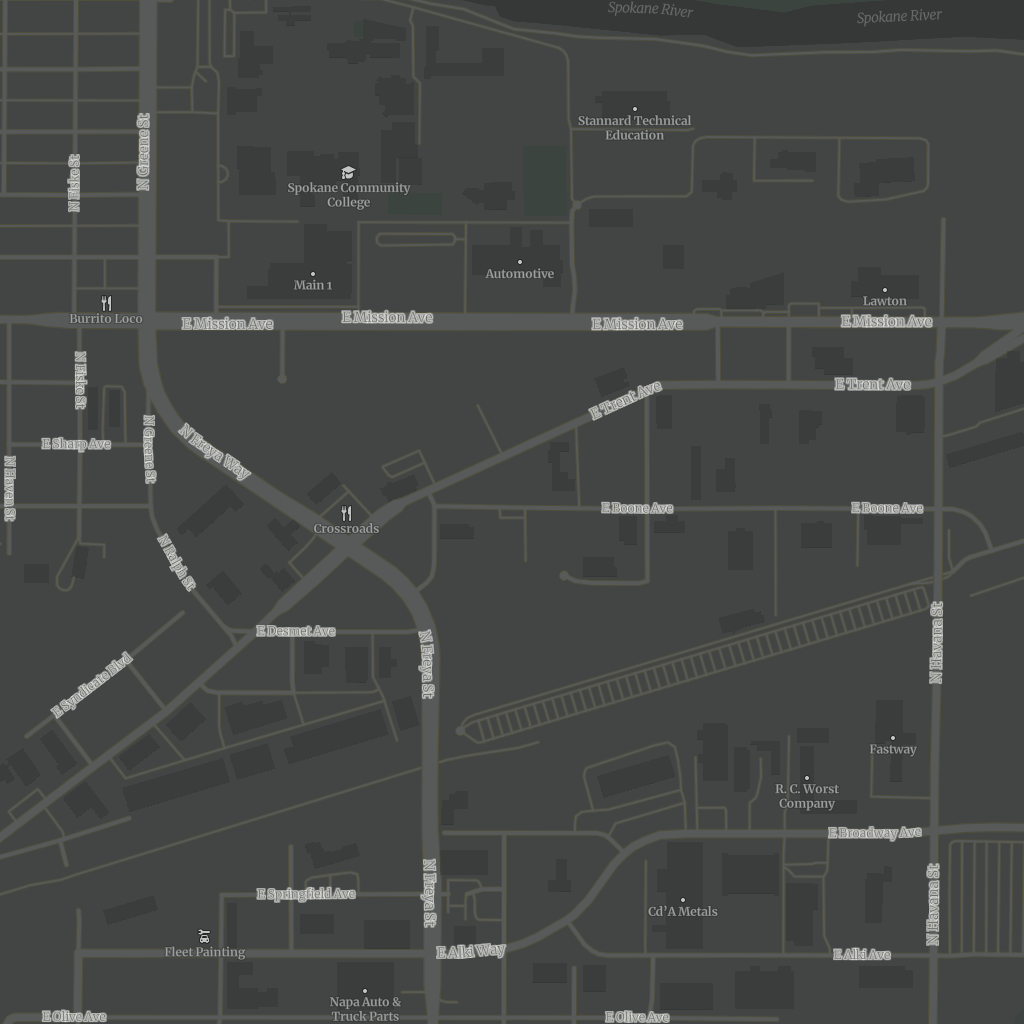 Spokane River
Spokane River
Stannard Technical
Education
N Greene St
N Fiske St
Spokane Community
College
Automotive
Main 1
Lawton
Burrito Loco
E Mission Ave
E Mission Ave
E Mission Ave
E Mission Ave
N Fiske St
E Trent Ave
E Trent Ave
N Greene St
E Sharp Ave
N Freya Way
N Haven St
E Boone Ave
E Boone Ave
Crossroads
N Ralph St
E Desmet Ave
N Freya St
N Havana St
E Syndicate Blvd
Fastway
R. C. Worst
Company
E Broadway Ave
N Freya St
E Springfield Ave
N Havana St
Cd'A Metals
Fleet Painting
E Alki Way
E Alki Ave
Napa Auto &
Truck Parts
E Olive Ave
E Olive Ave